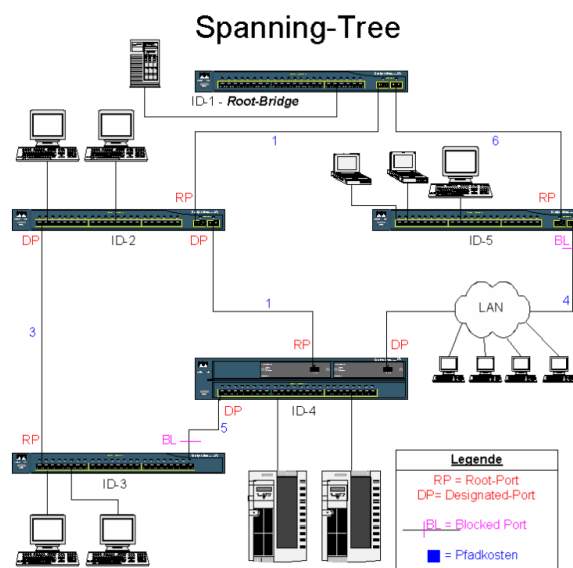 Spanning-Tree
ID-1 - Root-Bridge
1
6
RP
RP
DP
ID-2
DP
ID-5
BL
3
1
LAN
4
RP
DP
DP
ID-4
RP
BL
5
ID-3
Legende
RP = Root-Port
DP= Designated-Port
BL = Blocked Port
= Pfadkosten